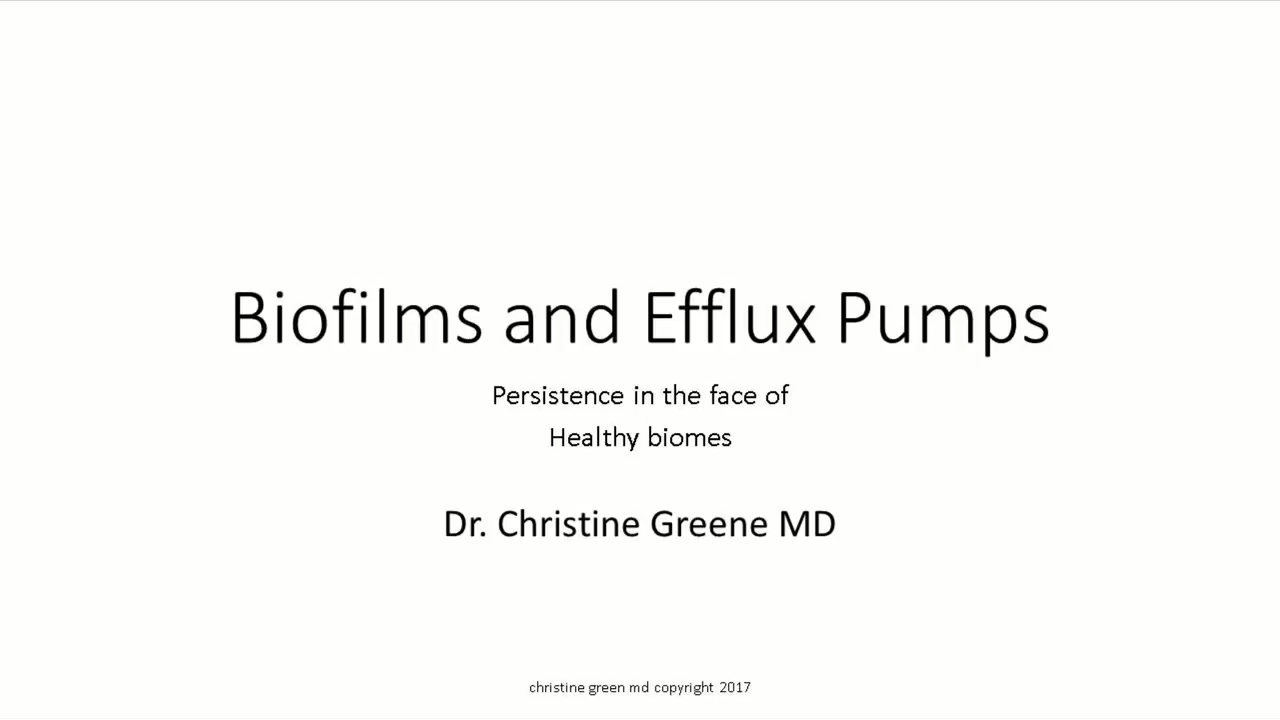 Biofilms and Efflux Pumps
Persistence in the face of
Healthy biomes
Dr. Christine Greene MD
christine green md copyright 2017